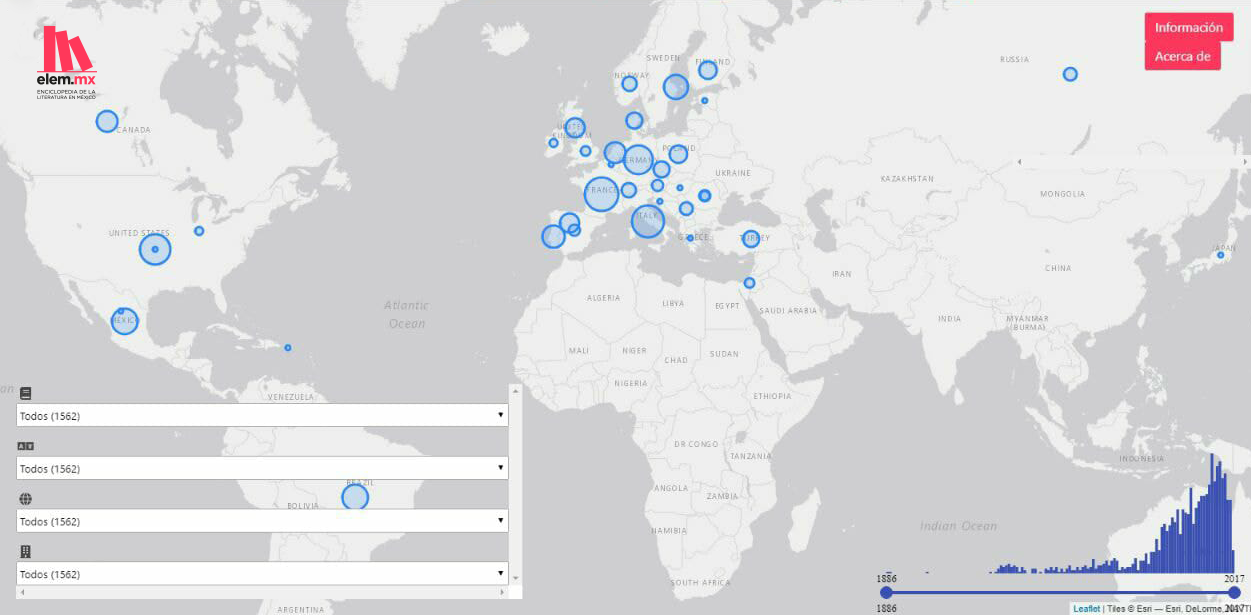 elem.mx
ENCICLOPEDIA DE LA
LITERATURA EN MÉXICO
Información
Acerca de
SWEDEN
FINLAND
NORWAY
RUSSIA
CANADA
UNITED
KINGDOM
POLAND
GERMANY
UKRAINE
FRANCE
KAZAKHSTAN
MONGOLIA
ITALY
UNITED STATES
GREECE
TURKEY
JAPAN
IRAN
CHINA
Atlantic
Ocean
ALGERIA
LIBYA
EGYPT
SAUDI ARABIA
MÉXICO
INDIA
MYANMAR
(BURMA)
MALI
NIGER
CHAD
SUDAN
NIGERIA
ETHIOPIA
VENEZUELA
Todos (1562)
DR CONGO
TANZANIA
INDONESIA
Todos (1562)
BRAZIL
ANGOLA
ZAMBIA
BOLIVIA
Todos (1562)
NAMIBIA
Indian Ocean
Todos (1562)
SOUTH AFRICA
1886
2017
ARGENTINA
1886
2017
Leaflet | Tiles © Esri — Esri, DeLorme,